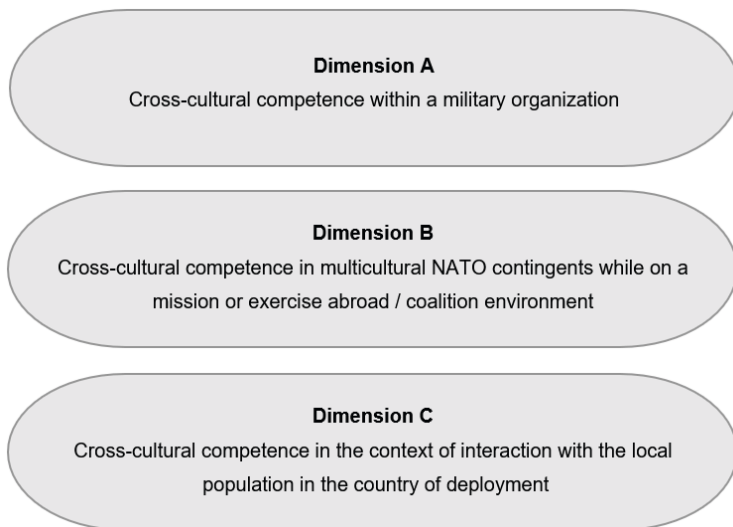 Dimension A
Cross-cultural competence within a military organization
Dimension B
Cross-cultural competence in multicultural NATO contingents while on a
mission or exercise abroad / coalition environment
Dimension C
Cross-cultural competence in the context of interaction with the local
population in the country of deployment